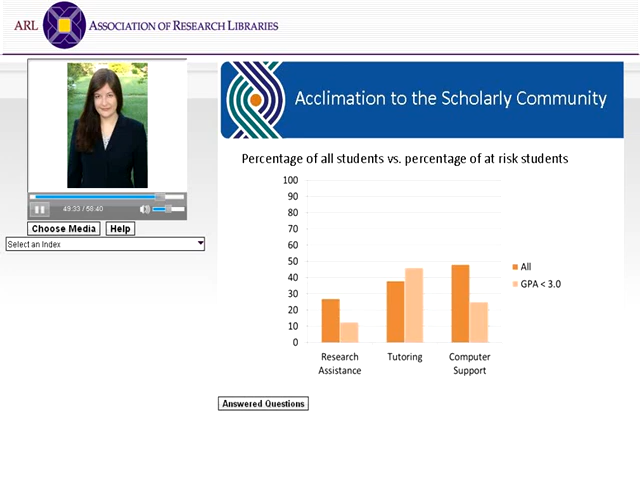 ARL ASSOCIATION OF RESEARCH LIBRARIES
Acclimation to the Scholarly Community
Percentage of all students vs. percentage of at risk students
100
90
80
70
60
50
40
30
20
10
0
Research Assistance
Tutoring
Computer Support
All
GPA < 3.0
49:33 / 58:40
Choose Media Help
Select an Index
Answered Questions